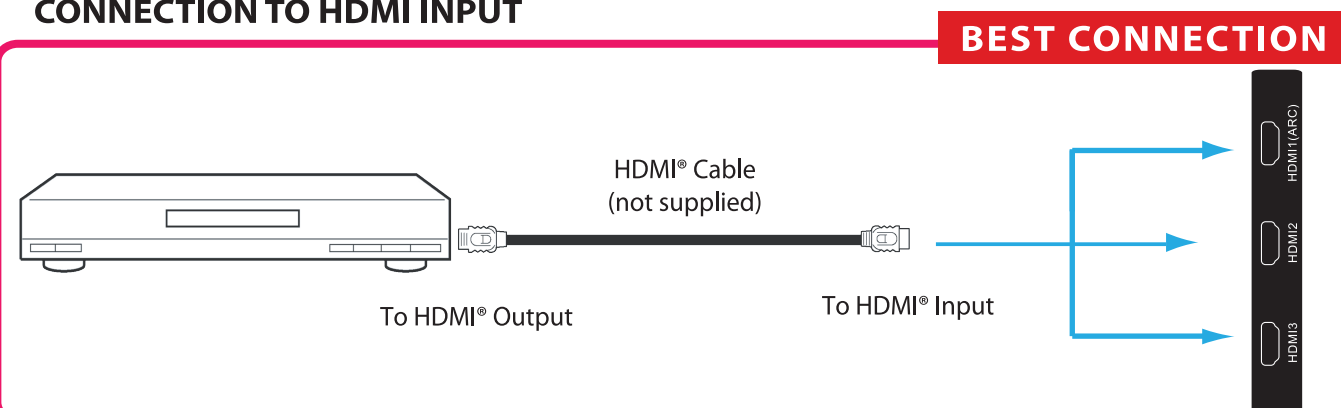 CONNECTION TO HDMI INPUT
BEST CONNECTION
HDMI® Cable
(not supplied)
To HDMI® Output
To HDMI® Input
HDMI1(ARC)
HDMI2
HDMI3